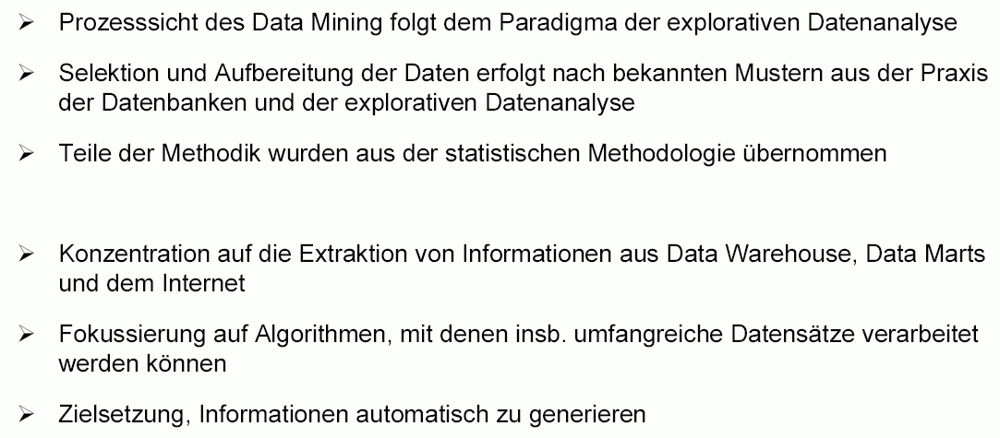 ➢ Prozesssicht des Data Mining folgt dem Paradigma der explorativen Datenanalyse
➢ Selektion und Aufbereitung der Daten erfolgt nach bekannten Mustern aus der Praxis
der Datenbanken und der explorativen Datenanalyse
➢ Teile der Methodik wurden aus der statistischen Methodologie übernommen
➢ Konzentration auf die Extraktion von Informationen aus Data Warehouse, Data Marts
und dem Internet
➢ Fokussierung auf Algorithmen, mit denen insb. umfangreiche Datensätze verarbeitet
werden können
➢ Zielsetzung, Informationen automatisch zu generieren